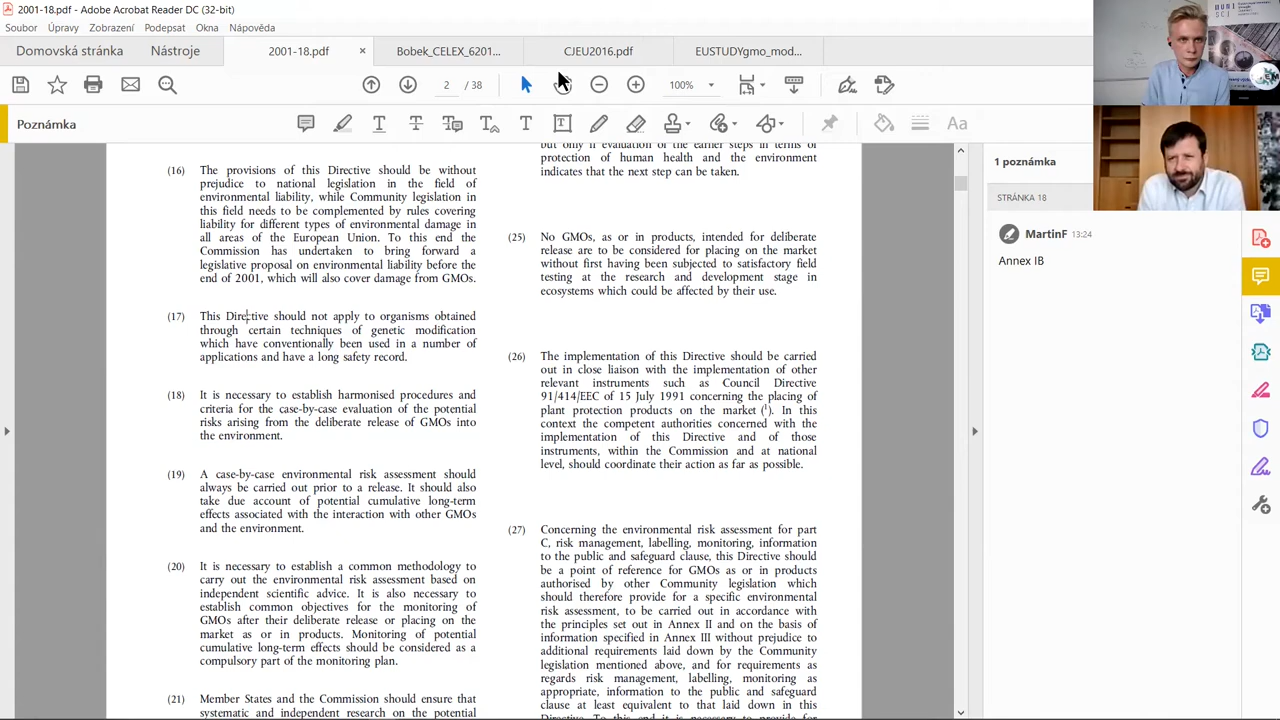 2001-18.pdf - Adobe Acrobat Reader DC (32-bit)
Soubor Úpravy Zobrazení Podepsat Okna Nápověda
Domovská stránka Nástroje 2001-18.pdf × Bobek_CELEX_6201... CJEU2016.pdf EUSTUDYgmo_mod...
2 / 38 100%
Poznámka
(16) The provisions of this Directive should be without
prejudice to national legislation in the field of
environmental liability, while Community legislation in
this field needs to be complemented by rules covering
liability for different types of environmental damage in
all areas of the European Union. To this end the
Commission has undertaken to bring forward a
legislative proposal on environmental liability before the
end of 2001, which will also cover damage from GMOs.
(17) This Directive should not apply to organisms obtained
through certain techniques of genetic modification
which have conventionally been used in a number of
applications and have a long safety record.
(18) It is necessary to establish harmonised procedures and
criteria for the case-by-case evaluation of the potential
risks arising from the deliberate release of GMOs into
the environment.
(19) A case-by-case environmental risk assessment should
always be carried out prior to a release. It should also
take due account of potential cumulative long-term
effects associated with the interaction with other GMOs
and the environment.
(20) It is necessary to establish a common methodology to
carry out the environmental risk assessment based on
independent scientific advice. It is also necessary to
establish common objectives for the monitoring of
GMOs after their deliberate release or placing on the
market as or in products. Monitoring of potential
cumulative long-term effects should be considered as a
compulsory part of the monitoring plan.
(21) Member States and the Commission should ensure that
systematic and independent research on the potential
but only if evaluation of the earlier steps in terms of
protection of human health and the environment
indicates that the next step can be taken.
(25) No GMOs, as or in products, intended for deliberate
release are to be considered for placing on the market
without first having been subjected to satisfactory field
testing at the research and development stage in
ecosystems which could be affected by their use.
(26) The implementation of this Directive should be carried
out in close liaison with the implementation of other
relevant instruments such as Council Directive
91/414/EEC of 15 July 1991 concerning the placing of
plant protection products on the market (¹). In this
context the competent authorities concerned with the
implementation of this Directive and of those
instruments, within the Commission and at national
level, should coordinate their action as far as possible.
(27) Concerning the environmental risk assessment for part
C, risk management, labelling, monitoring, information
to the public and safeguard clause, this Directive should
be a point of reference for GMOs as or in products
authorised by other Community legislation which
should therefore provide for a specific environmental
risk assessment, to be carried out in accordance with
the principles set out in Annex II and on the basis of
information specified in Annex III without prejudice to
additional requirements laid down by the Community
legislation mentioned above, and for requirements as
regards risk management, labelling, monitoring as
appropriate, information to the public and safeguard
clause at least equivalent to that laid down in this
Directive. To this end it is necessary to provide for
1 poznámka
STRÁNKA 18
MartinF 13:24
Annex IB
MUNI
SCI